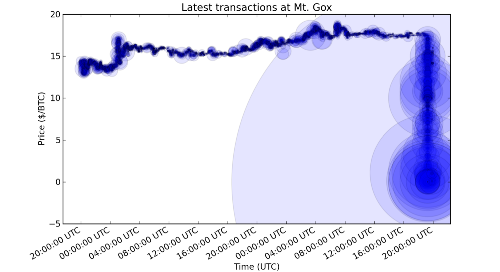 Latest transactions at Mt. Gox
20
15
10
5
0
−5
Price ($/BTC)
20:00:00 UTC
00:00:00 UTC
04:00:00 UTC
08:00:00 UTC
12:00:00 UTC
16:00:00 UTC
20:00:00 UTC
00:00:00 UTC
04:00:00 UTC
08:00:00 UTC
12:00:00 UTC
16:00:00 UTC
20:00:00 UTC
Time (UTC)